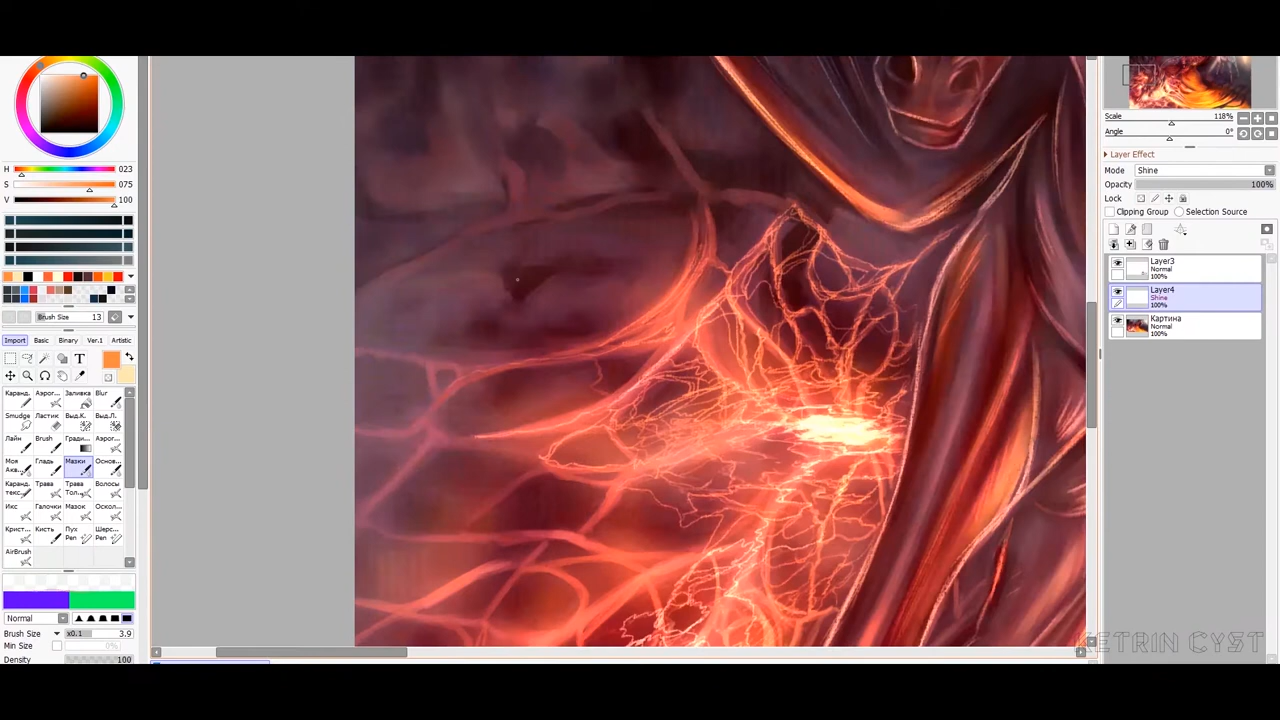 H 023
S 075
V 100
Brush Size 13
Import Basic Binary Ver.1 Artistic
T
Каранд. Аэрог... Заливка Blur
Smudge Ластик Выд.К. Выд.Л.
Лайн Brush Гради... Аэрог...
Моя Акв... Гладь Мазки Основ...
Каранд. текс... Трава Трава Тол... Волосы
Икс Галочки Мазок Оскол...
Крист... Кисть Пух Pen Шерс... Pen
AirBrush
Normal
Brush Size x0.1 3.9
Min Size 0%
Density 100
Scale 118%
Angle 0°
Layer Effect
Mode Shine
Opacity 100%
Lock
Clipping Group Selection Source
Layer3
Normal
100%
Layer4
Shine
100%
Картина
Normal
100%
KETRIN CYST